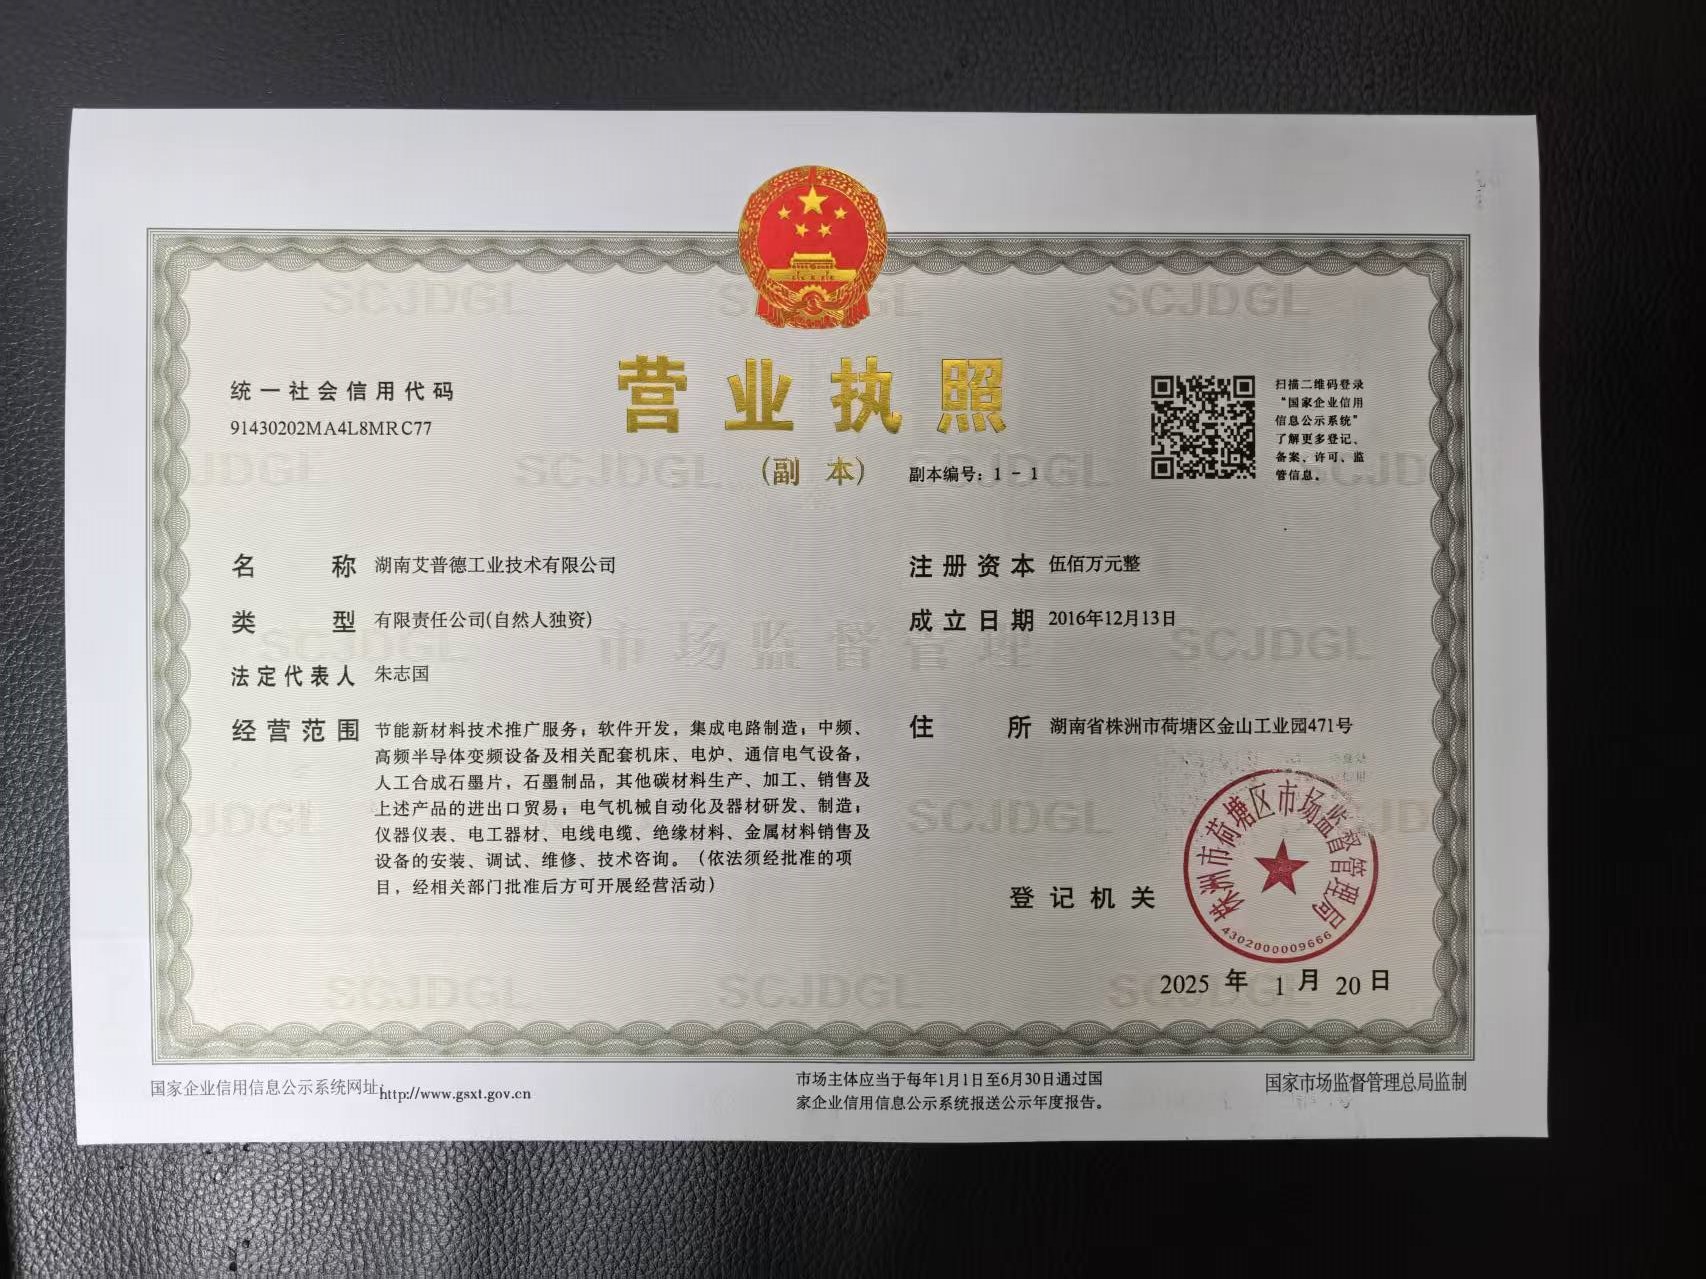 统一社会信用代码
91430202MA4L8MRC77
营业执照
(副 本) 副本编号：1 - 1
扫描二维码登录
“国家企业信用
信息公示系统”
了解更多登记、
备案、许可、监
管信息。
名 称 湖南艾普德工业技术有限公司
类 型 有限责任公司(自然人独资)
法定代表人 朱志国
经营范围 节能新材料技术推广服务；软件开发，集成电路制造；中频、
高频半导体变频设备及相关配套机床、电炉、通信电气设备，
人工合成石墨片，石墨制品，其他碳材料生产、加工、销售及
上述产品的进出口贸易；电气机械自动化及器材研发、制造；
仪器仪表、电工器材、电线电缆、绝缘材料、金属材料销售及
设备的安装、调试、维修、技术咨询。（依法须经批准的项
目，经相关部门批准后方可开展经营活动）
注册资本 伍佰万元整
成立日期 2016年12月13日
住 所 湖南省株洲市荷塘区金山工业园471号
登记机关
株洲市荷塘区市场监督管理局
4302000009666
2025 年 1 月 20 日
国家企业信用信息公示系统网址：http://www.gsxt.gov.cn
市场主体应当于每年1月1日至6月30日通过国
家企业信用信息公示系统报送公示年度报告。
国家市场监督管理总局监制
SCJDGL
市场监督管理